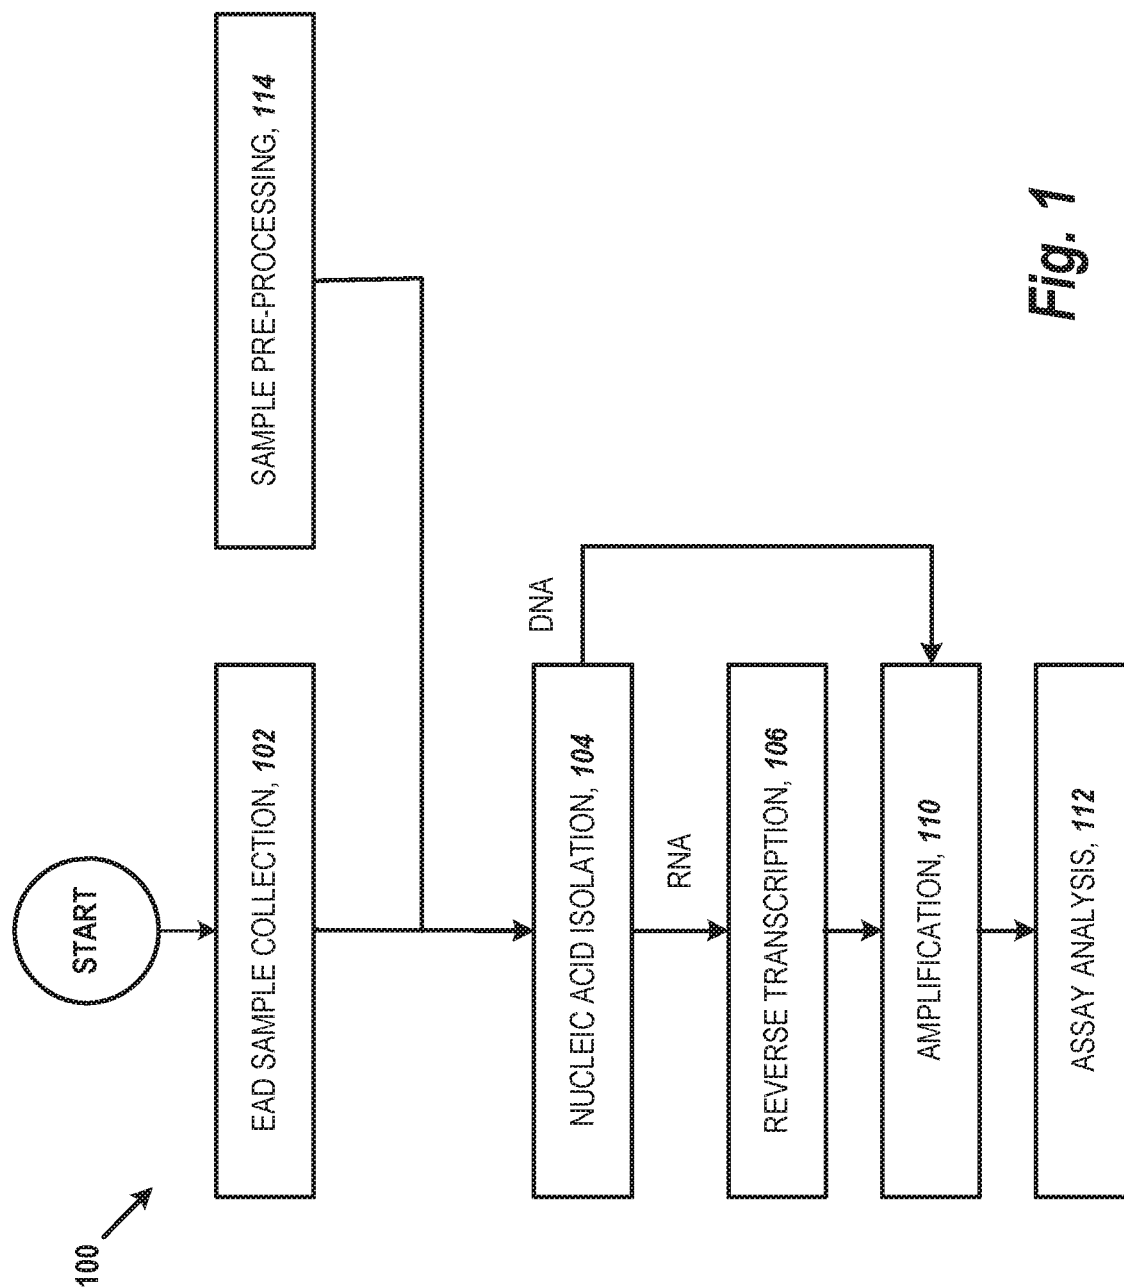 100
START
EAD SAMPLE COLLECTION, 102
SAMPLE PRE-PROCESSING, 114
NUCLEIC ACID ISOLATION, 104
DNA
RNA
REVERSE TRANSCRIPTION, 106
AMPLIFICATION, 110
ASSAY ANALYSIS, 112
Fig. 1